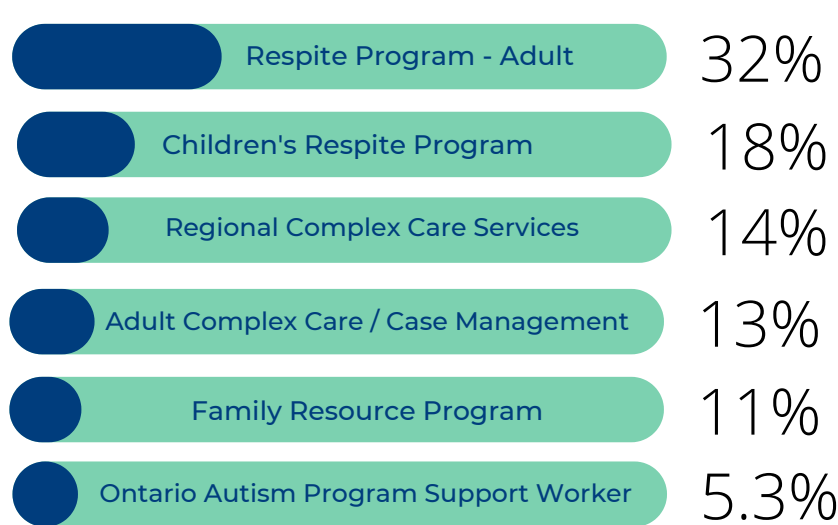 Respite Program - Adult 32%
Children's Respite Program 18%
Regional Complex Care Services 14%
Adult Complex Care / Case Management 13%
Family Resource Program 11%
Ontario Autism Program Support Worker 5.3%